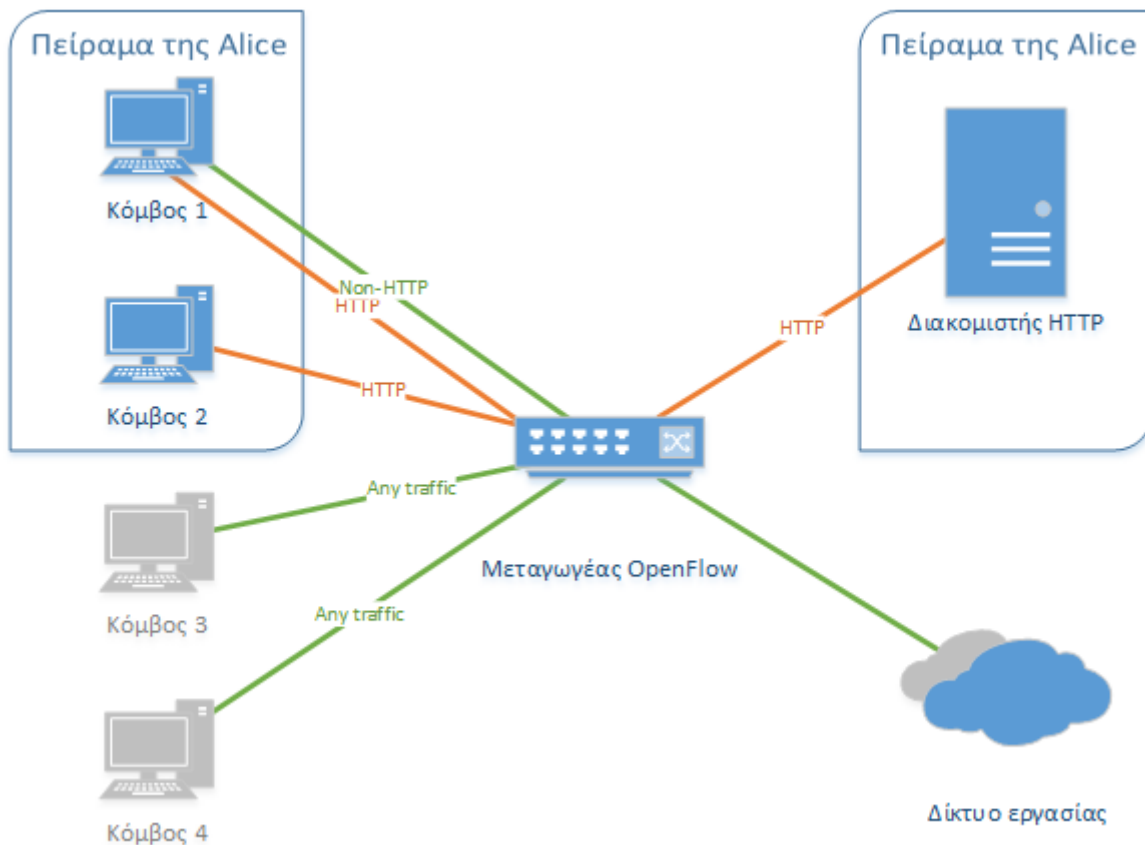 Πείραμα της Alice
Πείραμα της Alice
Κόμβος 1
Non-HTTP
HTTP
HTTP
Διακομιστής HTTP
HTTP
Κόμβος 2
Any traffic
Μεταγωγέας OpenFlow
Κόμβος 3
Any traffic
Δίκτυο εργασίας
Κόμβος 4